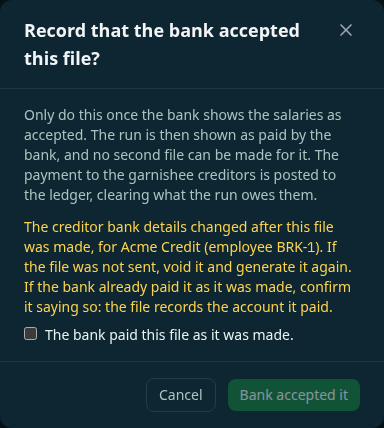 Record that the bank accepted
this file?
Only do this once the bank shows the salaries as
accepted. The run is then shown as paid by the
bank, and no second file can be made for it. The
payment to the garnishee creditors is posted to
the ledger, clearing what the run owes them.
The creditor bank details changed after this file
was made, for Acme Credit (employee BRK-1). If
the file was not sent, void it and generate it again.
If the bank already paid it as it was made, confirm
it saying so: the file records the account it paid.
The bank paid this file as it was made.
Cancel
Bank accepted it